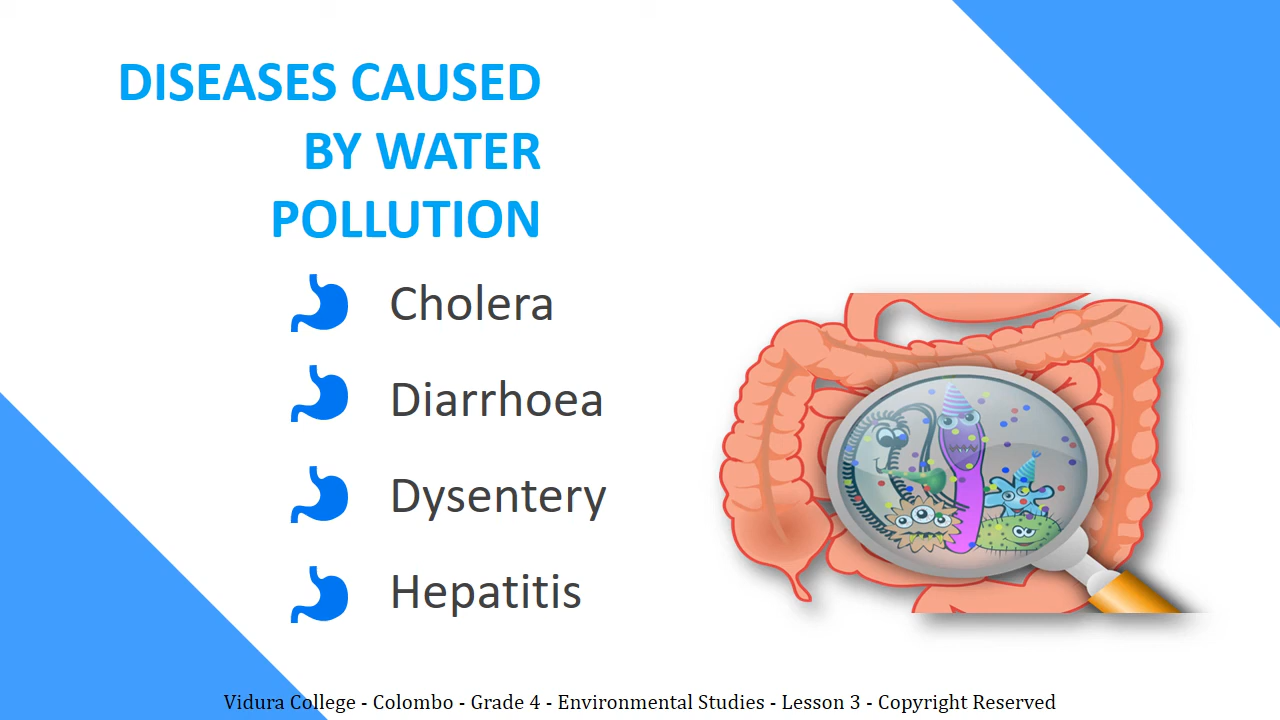 DISEASES CAUSED
BY WATER
POLLUTION
Cholera
Diarrhoea
Dysentery
Hepatitis
Vidura College - Colombo - Grade 4 - Environmental Studies - Lesson 3 - Copyright Reserved